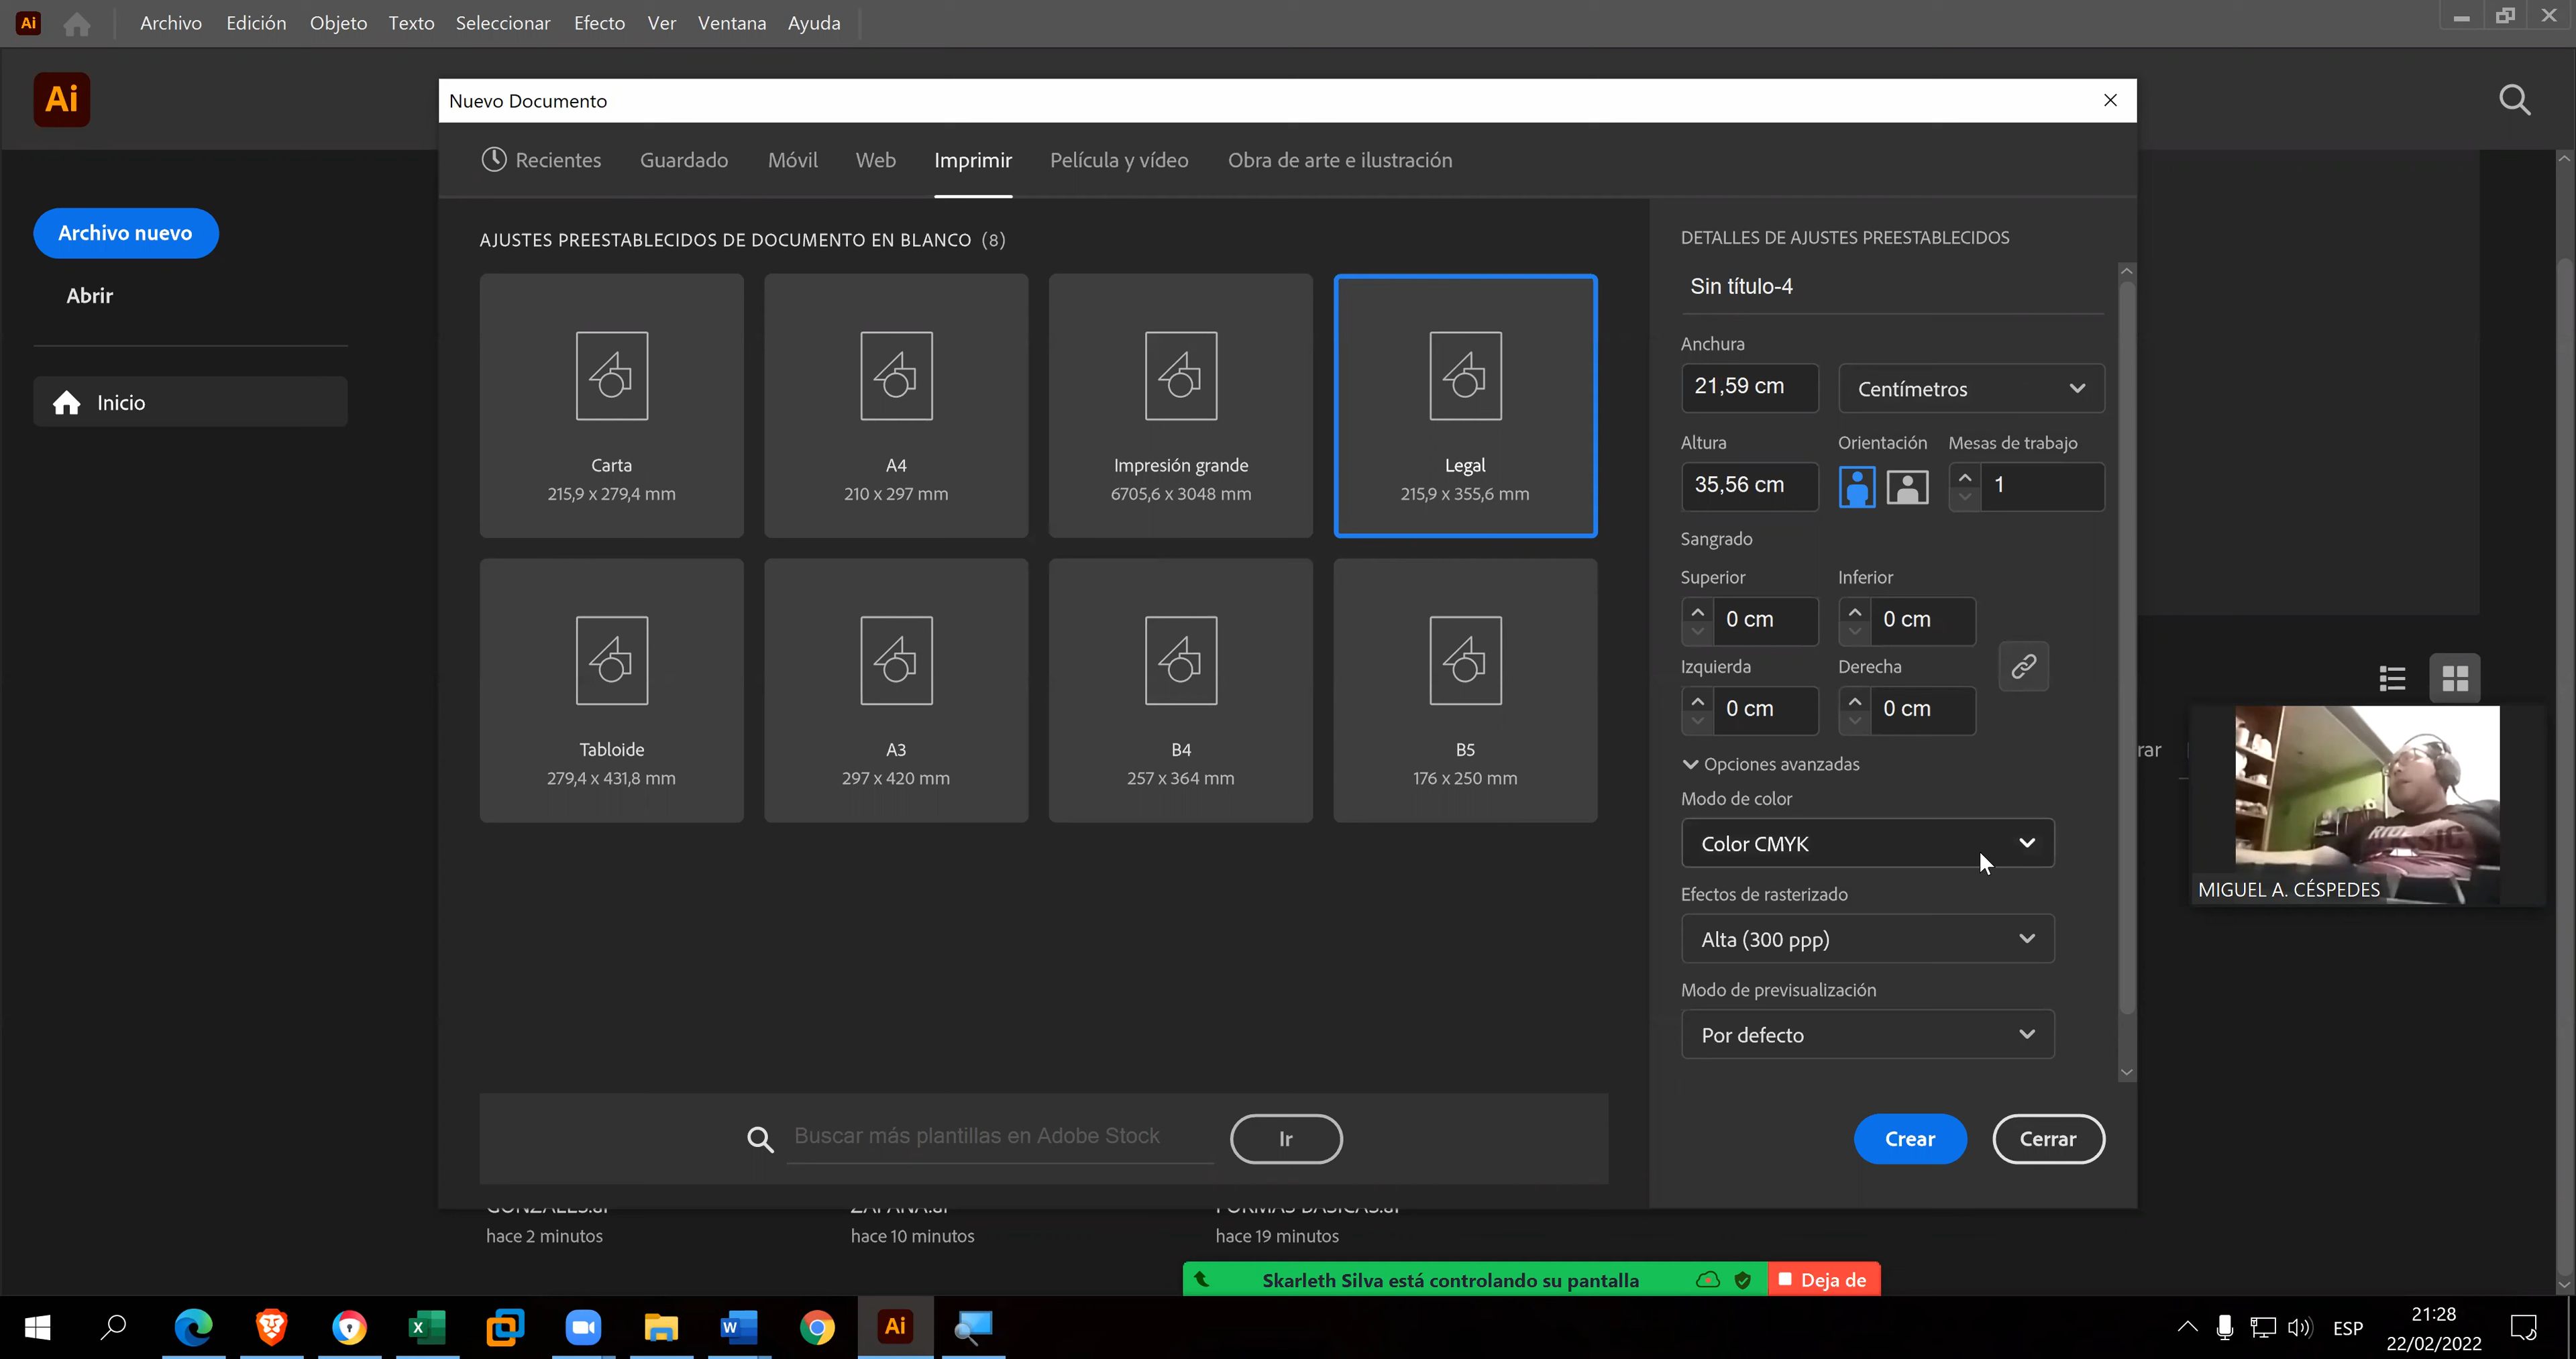 Ai Archivo Edición Objeto Texto Seleccionar Efecto Ver Ventana Ayuda
Ai
Nuevo Documento
Recientes Guardado Móvil Web Imprimir Película y vídeo Obra de arte e ilustración
Archivo nuevo
Abrir
Inicio
AJUSTES PREESTABLECIDOS DE DOCUMENTO EN BLANCO (8)
Carta
215,9 x 279,4 mm
A4
210 x 297 mm
Impresión grande
6705,6 x 3048 mm
Legal
215,9 x 355,6 mm
Tabloide
279,4 x 431,8 mm
A3
297 x 420 mm
B4
257 x 364 mm
B5
176 x 250 mm
Buscar más plantillas en Adobe Stock Ir
DETALLES DE AJUSTES PREESTABLECIDOS
Sin título-4
Anchura
21,59 cm Centímetros
Altura Orientación Mesas de trabajo
35,56 cm 1
Sangrado
Superior Inferior
0 cm 0 cm
Izquierda Derecha
0 cm 0 cm
Opciones avanzadas
Modo de color
Color CMYK
Efectos de rasterizado
Alta (300 ppp)
Modo de previsualización
Por defecto
Crear Cerrar
rar
MIGUEL A. CÉSPEDES
GONZALES.ai ZAPANA.ai FORMAS BASICAS.ai
hace 2 minutos hace 10 minutos hace 19 minutos
Skarleth Silva está controlando su pantalla Deja de
Ai
ESP
21:28
22/02/2022